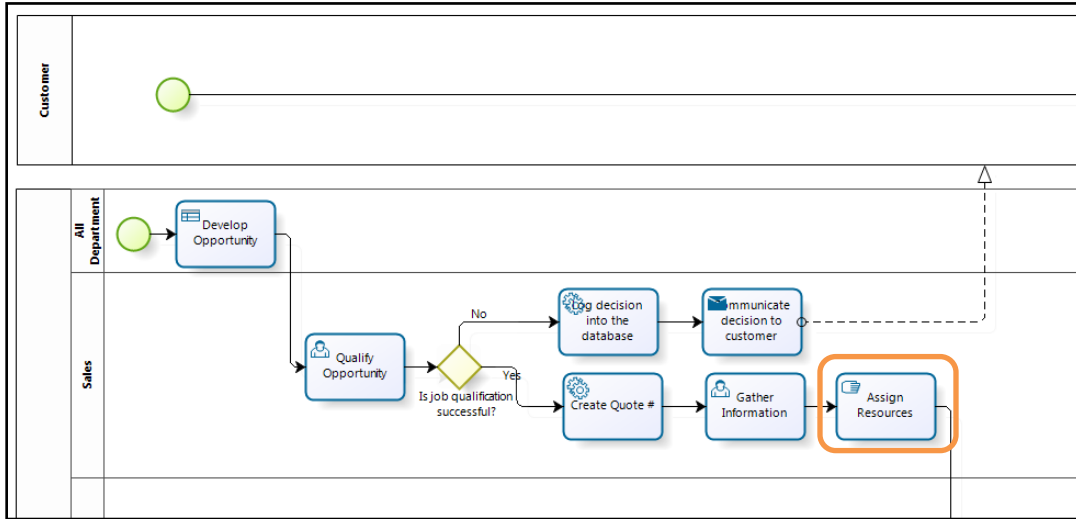 Customer
All
Department
Develop
Opportunity
Sales
Qualify
Opportunity
Is job qualification
successful?
No
Yes
og decision
into the
database
mmunicate
decision to
customer
Create Quote #
Gather
Information
Assign
Resources